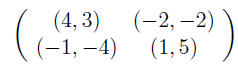 (4, 3) (−2, −2)
(−1, −4) (1, 5)